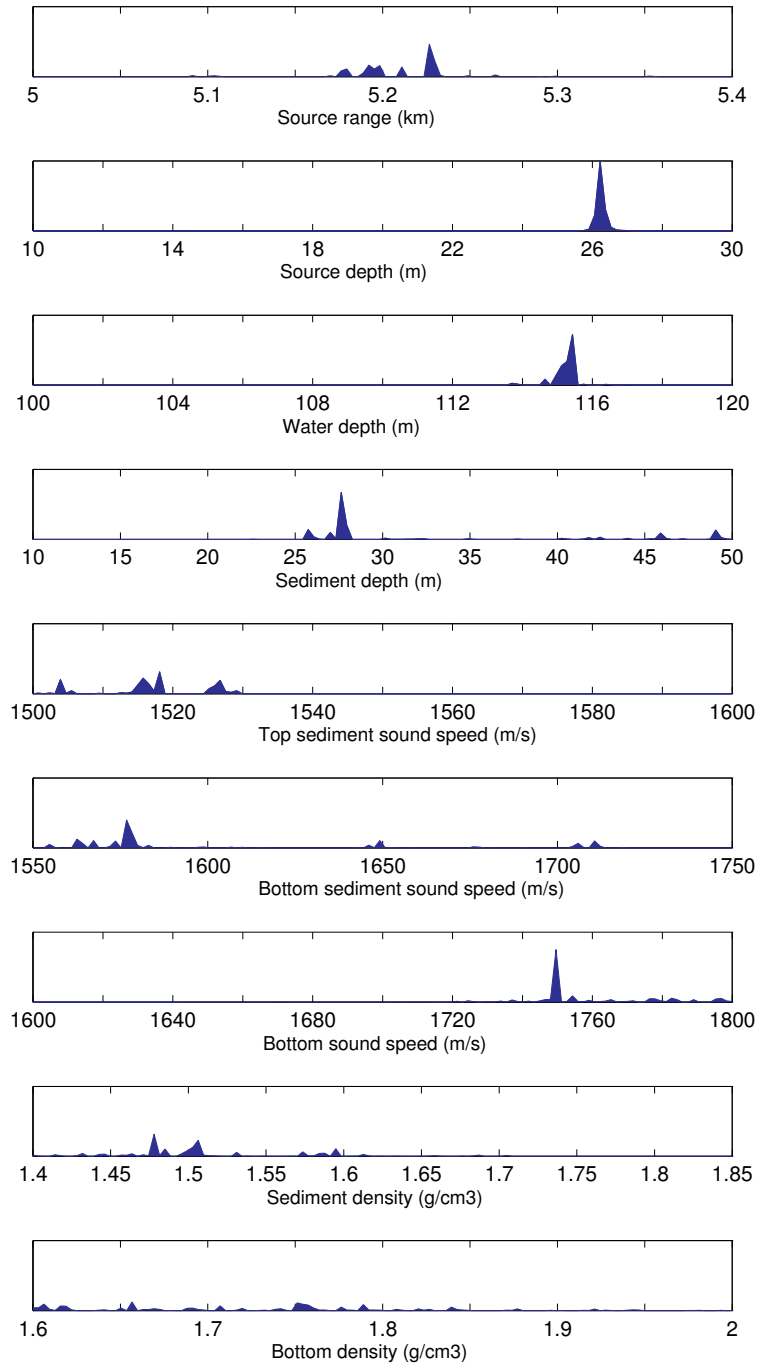 5 5.1 5.2 5.3 5.4
Source range (km)
10 14 18 22 26 30
Source depth (m)
100 104 108 112 116 120
Water depth (m)
10 15 20 25 30 35 40 45 50
Sediment depth (m)
1500 1520 1540 1560 1580 1600
Top sediment sound speed (m/s)
1550 1600 1650 1700 1750
Bottom sediment sound speed (m/s)
1600 1640 1680 1720 1760 1800
Bottom sound speed (m/s)
1.4 1.45 1.5 1.55 1.6 1.65 1.7 1.75 1.8 1.85
Sediment density (g/cm3)
1.6 1.7 1.8 1.9 2
Bottom density (g/cm3)